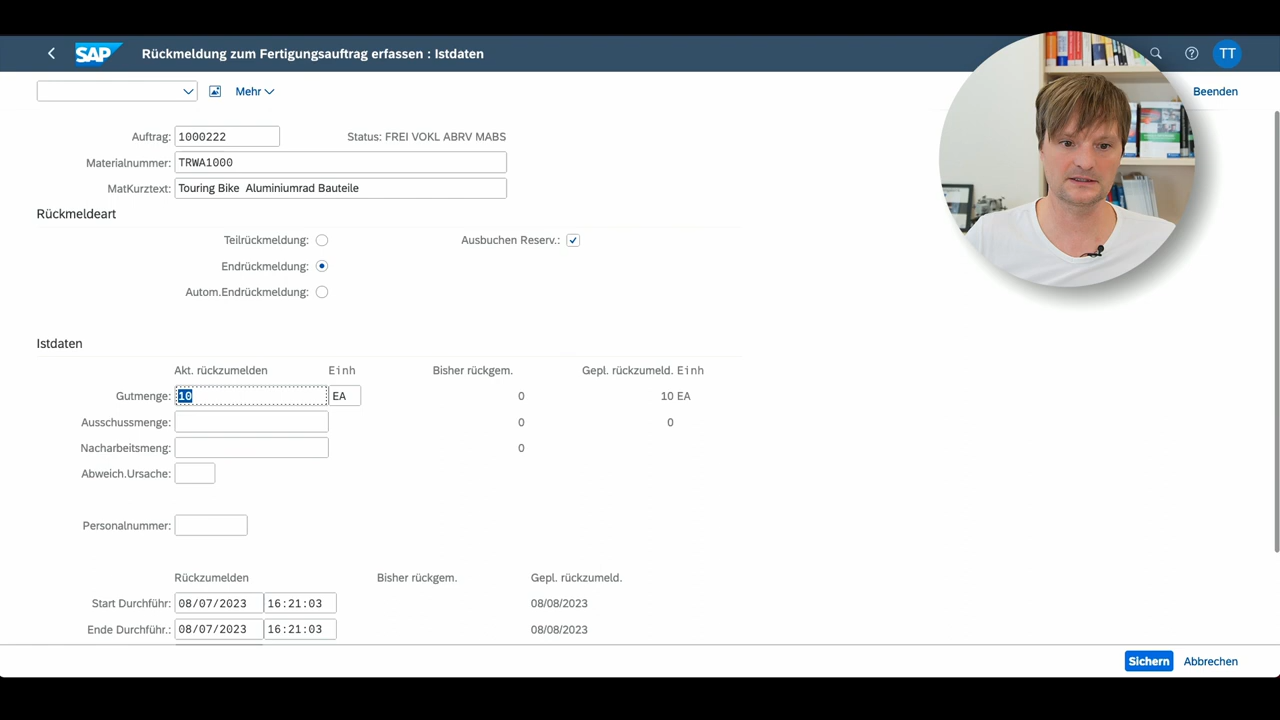 SAP Rückmeldung zum Fertigungsauftrag erfassen : Istdaten TT
Mehr Beenden
Auftrag: 1000222 Status: FREI VOKL ABRV MABS
Materialnummer: TRWA1000
MatKurztext: Touring Bike Aluminiumrad Bauteile
Rückmeldeart
Teilrückmeldung: Ausbuchen Reserv.:
Endrückmeldung:
Autom.Endrückmeldung:
Istdaten
Akt. rückzumelden Einh Bisher rückgem. Gepl. rückzumeld. Einh
Gutmenge: 10 EA 0 10 EA
Ausschussmenge: 0 0
Nacharbeitsmeng: 0
Abweich.Ursache:
Personalnummer:
Rückzumelden Bisher rückgem. Gepl. rückzumeld.
Start Durchführ: 08/07/2023 16:21:03 08/08/2023
Ende Durchführ.: 08/07/2023 16:21:03 08/08/2023
Sichern Abbrechen